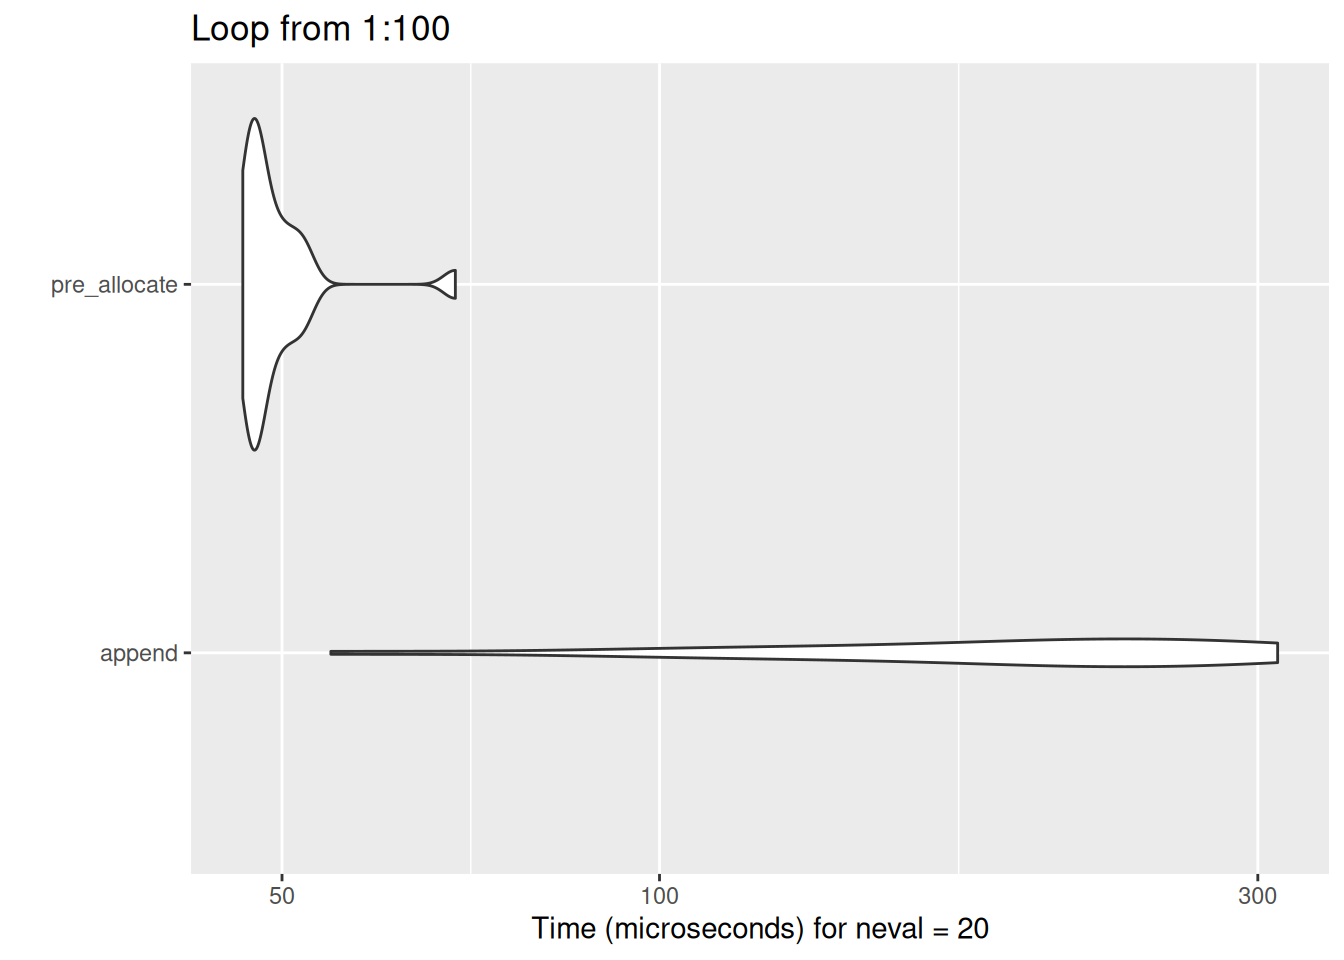 Loop from 1:100
pre_allocate
append
50
100
300
Time (microseconds) for neval = 20